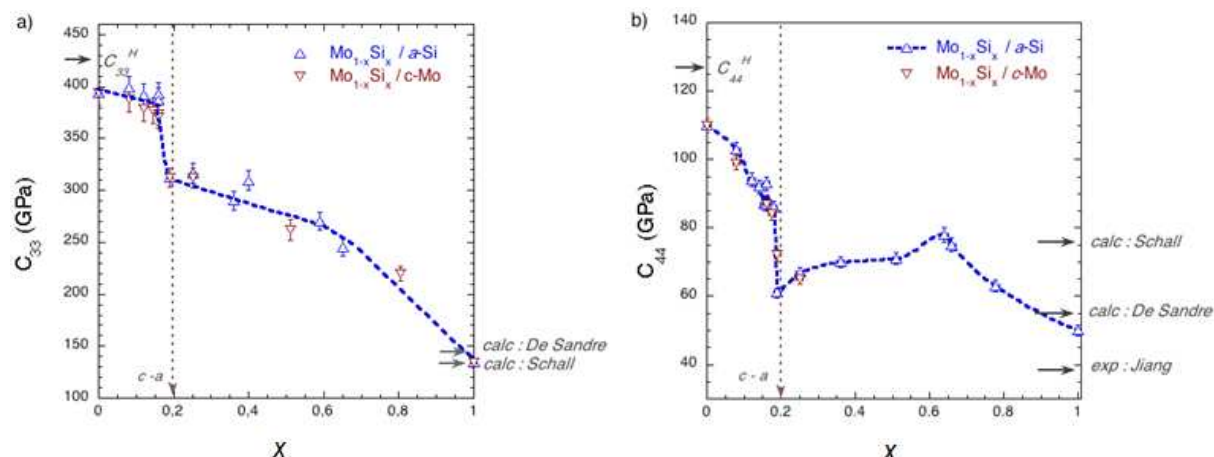 a)
450
400
350
300
250
200
150
100
C33 (GPa)
C33^H
Mo1-xSix / a-Si
Mo1-xSix / c-Mo
calc : De Sandre
calc : Schall
c - a
0
0,2
0,4
0,6
0.8
1
X
b)
140
120
100
80
60
40
C44 (GPa)
C44^H
Mo1-xSix / a-Si
Mo1-xSix / c-Mo
calc : Schall
calc : De Sandre
exp : Jiang
c - a
0
0.2
0.4
0.6
0.8
1
X